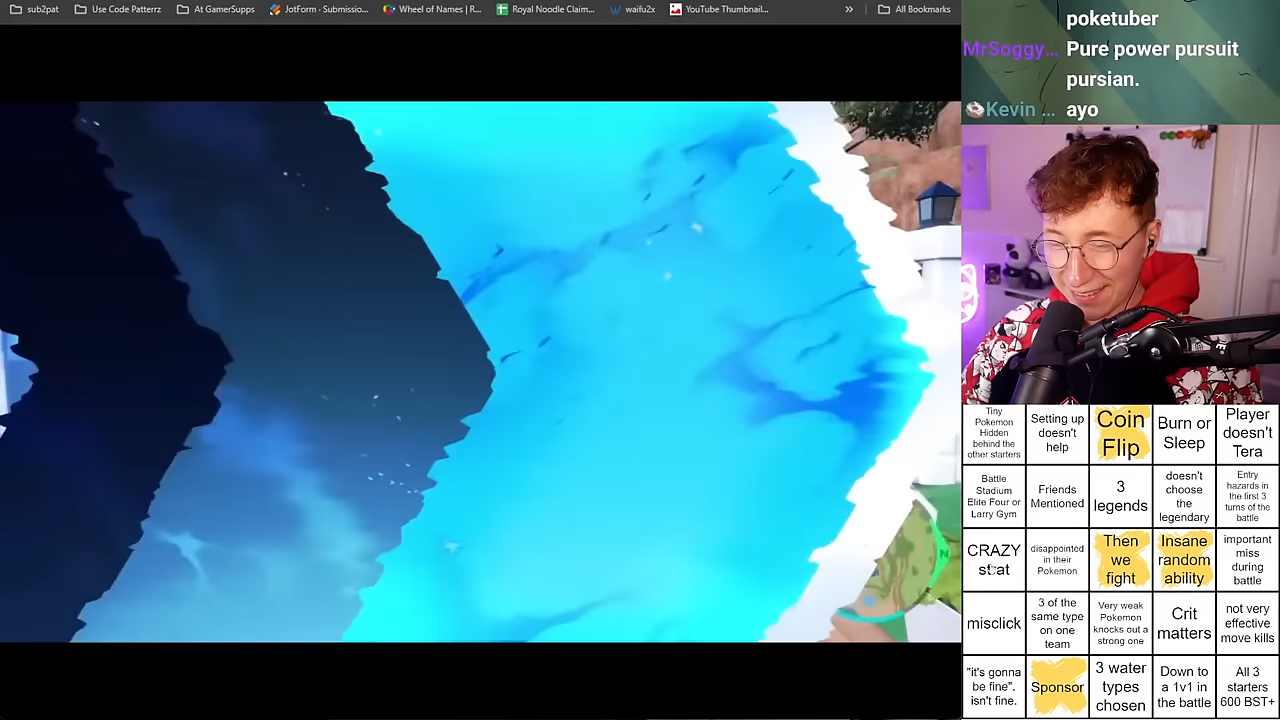 sub2pat
Use Code Patterrz
At GamerSupps
JotForm · Submissio...
Wheel of Names | R...
Royal Noodle Claim...
waifu2x
YouTube Thumbnail...
»
All Bookmarks
poketuber
MrSoggy… Pure power pursuit
pursian.
Kevin … ayo
N
Tiny
Pokemon
Hidden
behind the
other starters
Setting up
doesn't
help
Coin
Flip
Burn or
Sleep
Player
doesn't
Tera
Battle
Stadium
Elite Four or
Larry Gym
Friends
Mentioned
3
legends
doesn't
choose
the
legendary
Entry
hazards in
the first 3
turns of the
battle
CRAZY
stat
disappointed
in their
Pokemon
Then
we
fight
Insane
random
ability
important
miss
during
battle
misclick
3 of the
same type
on one
team
Very weak
Pokemon
knocks out a
strong one
Crit
matters
not very
effective
move kills
"it's gonna
be fine".
isn't fine.
Sponsor
3 water
types
chosen
Down to
a 1v1 in
the battle
All 3
starters
600 BST+